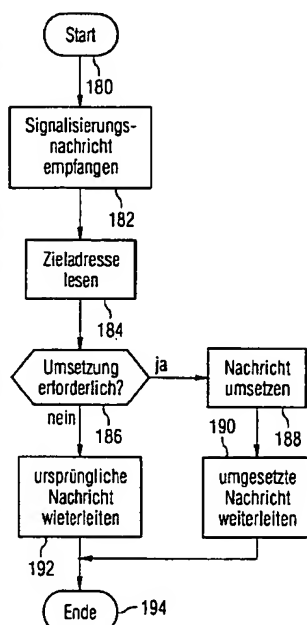 Start
180
Signalisierungs-
nachricht
empfangen
182
Zieladresse
lesen
184
Umsetzung
erforderlich?
ja
nein
186
Nachricht
umsetzen
188
190
ursprüngliche
Nachricht
wieterleiten
192
umgesetzte
Nachricht
weiterleiten
Ende
194